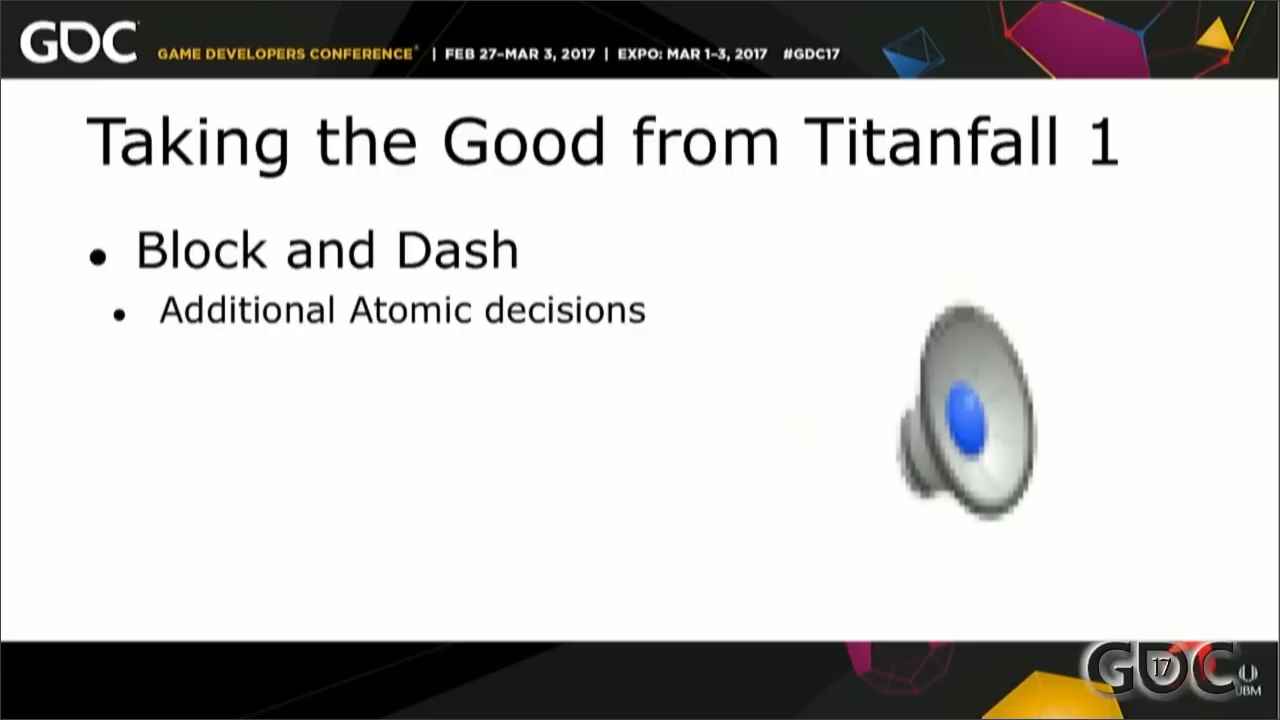 GDC GAME DEVELOPERS CONFERENCE® | FEB 27–MAR 3, 2017 | EXPO: MAR 1–3, 2017 #GDC17
Taking the Good from Titanfall 1
• Block and Dash
• Additional Atomic decisions
GDC 17
UBM